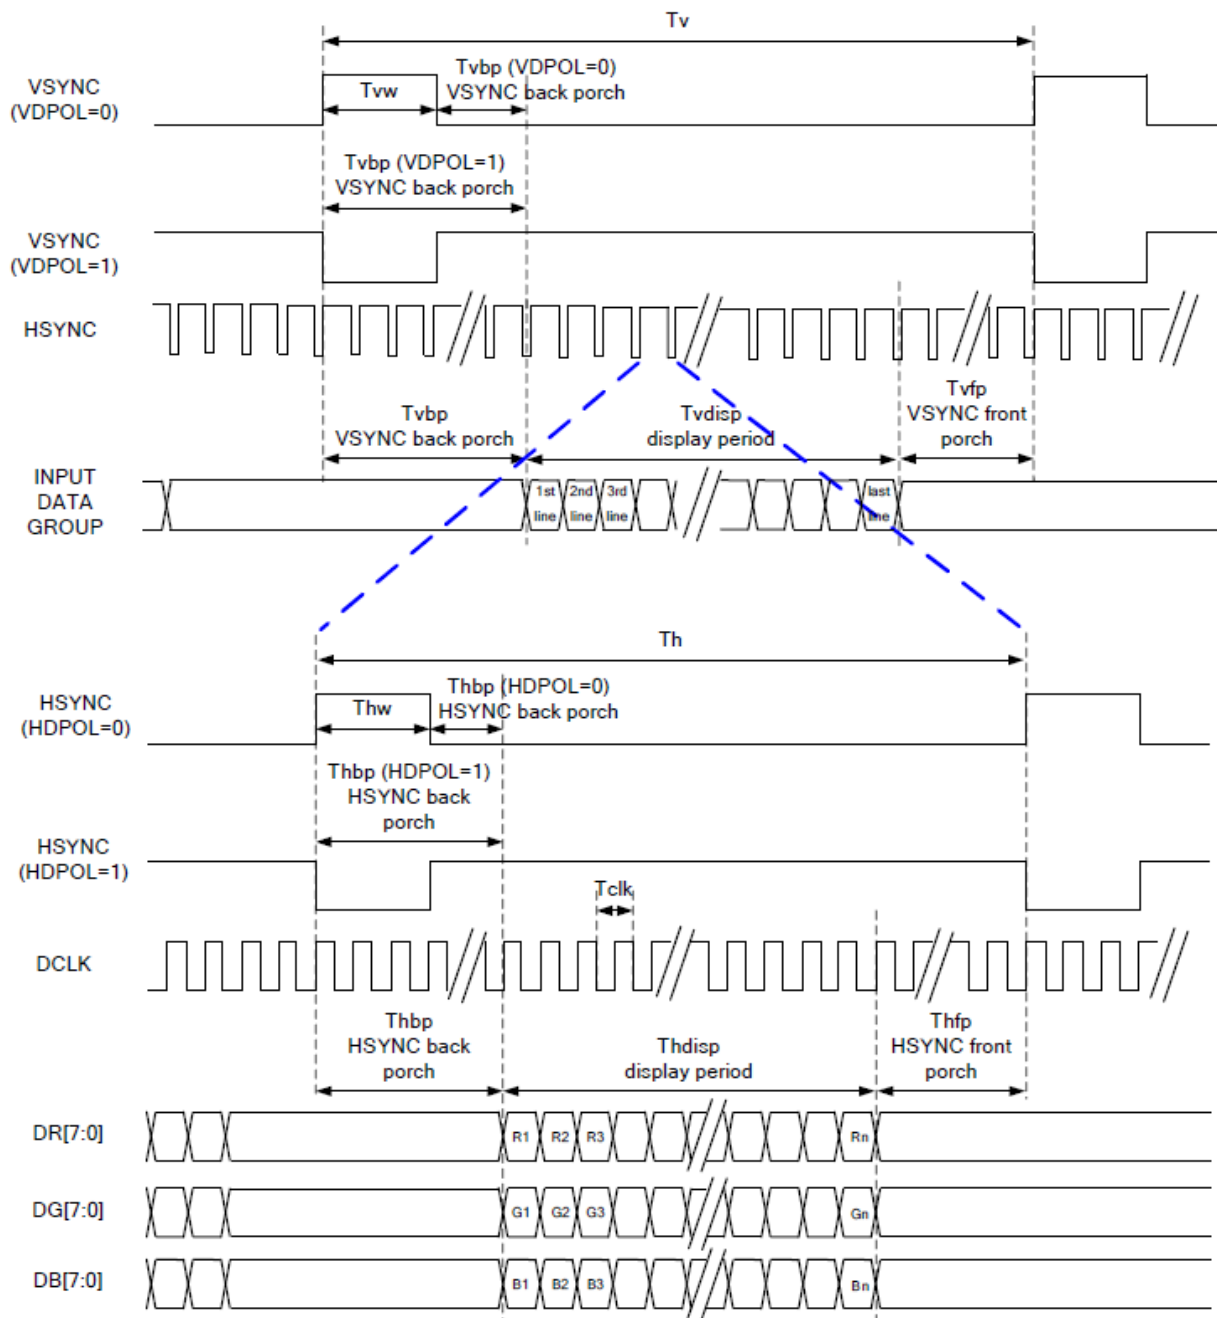 Tv
VSYNC
(VDPOL=0)
Tvw
Tvbp (VDPOL=0)
VSYNC back porch
Tvbp (VDPOL=1)
VSYNC back porch
VSYNC
(VDPOL=1)
HSYNC
Tvbp
VSYNC back porch
Tvdisp
display period
Tvfp
VSYNC front
porch
INPUT
DATA
GROUP
1st
line
2nd
line
3rd
line
last
line
Th
HSYNC
(HDPOL=0)
Thw
Thbp (HDPOL=0)
HSYNC back porch
Thbp (HDPOL=1)
HSYNC back
porch
HSYNC
(HDPOL=1)
Tclk
DCLK
Thbp
HSYNC back
porch
Thdisp
display period
Thfp
HSYNC front
porch
DR[7:0]
R1 R2 R3 Rn
DG[7:0]
G1 G2 G3 Gn
DB[7:0]
B1 B2 B3 Bn